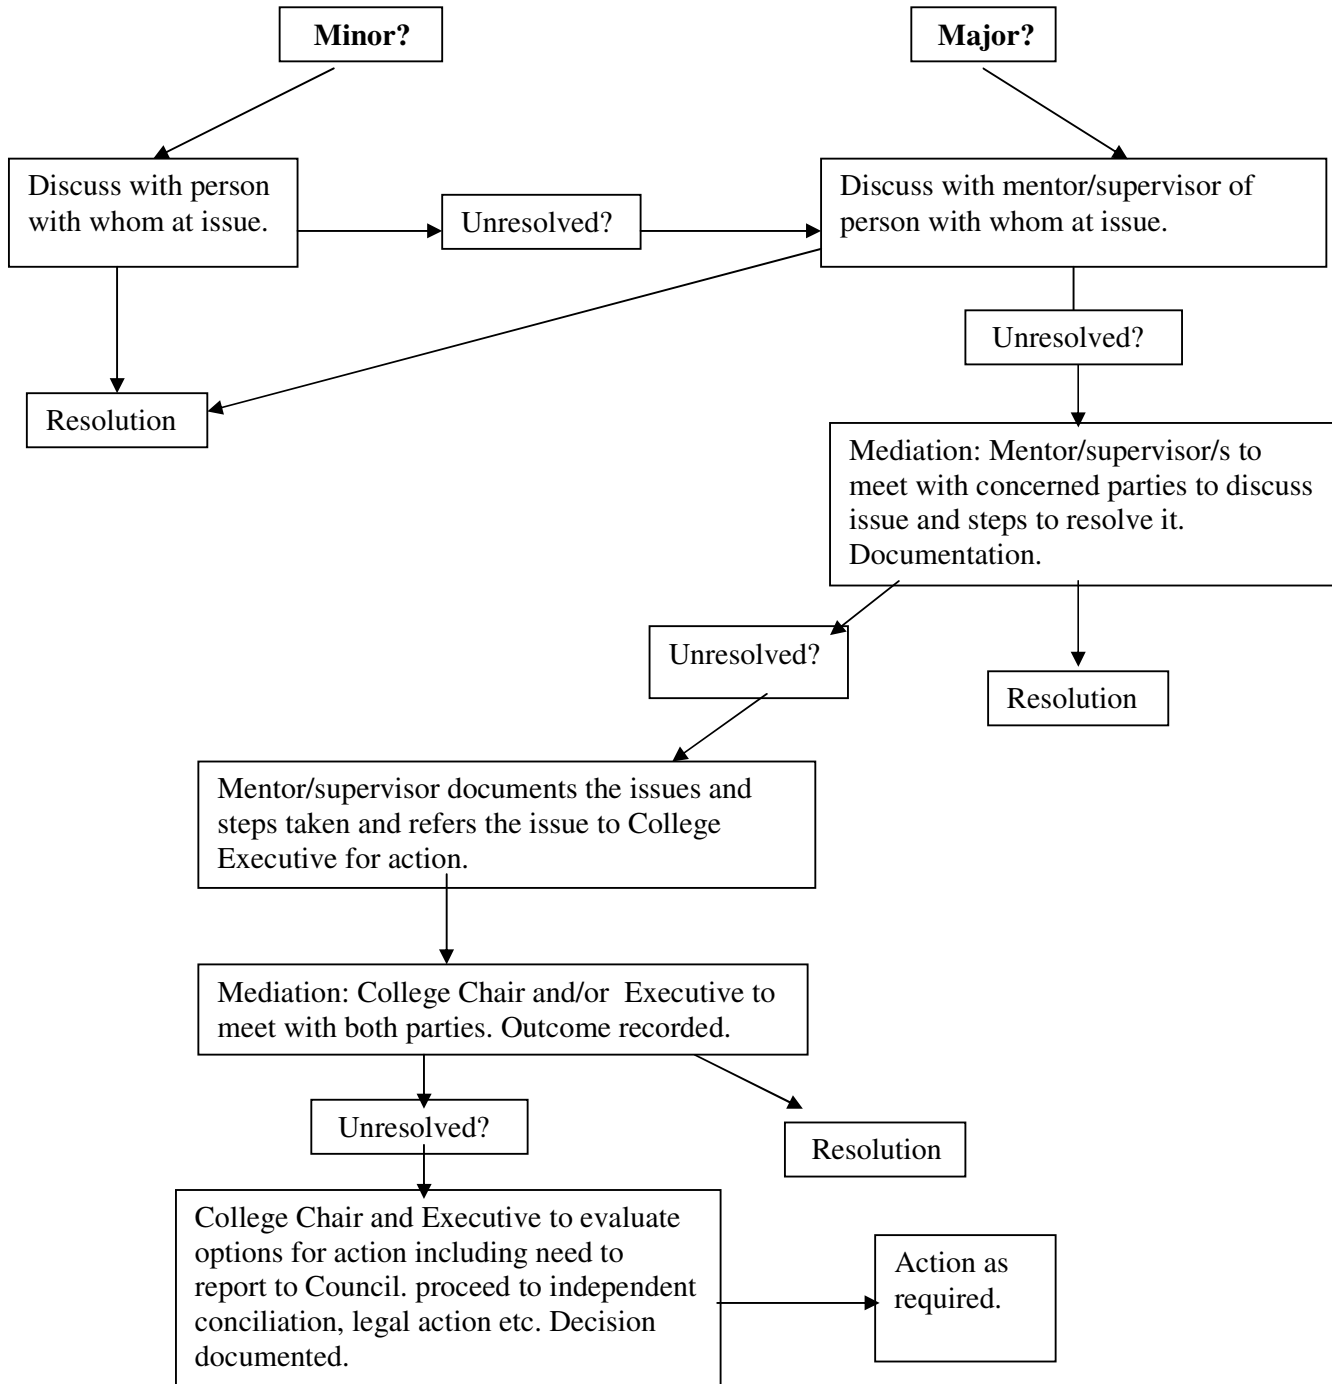 Minor?
Major?
Discuss with person
with whom at issue.
Unresolved?
Discuss with mentor/supervisor of
person with whom at issue.
Unresolved?
Resolution
Mediation: Mentor/supervisor/s to
meet with concerned parties to discuss
issue and steps to resolve it.
Documentation.
Unresolved?
Resolution
Mentor/supervisor documents the issues and
steps taken and refers the issue to College
Executive for action.
Mediation: College Chair and/or  Executive to
meet with both parties. Outcome recorded.
Unresolved?
Resolution
College Chair and Executive to evaluate
options for action including need to
report to Council. proceed to independent
conciliation, legal action etc. Decision
documented.
Action as
required.